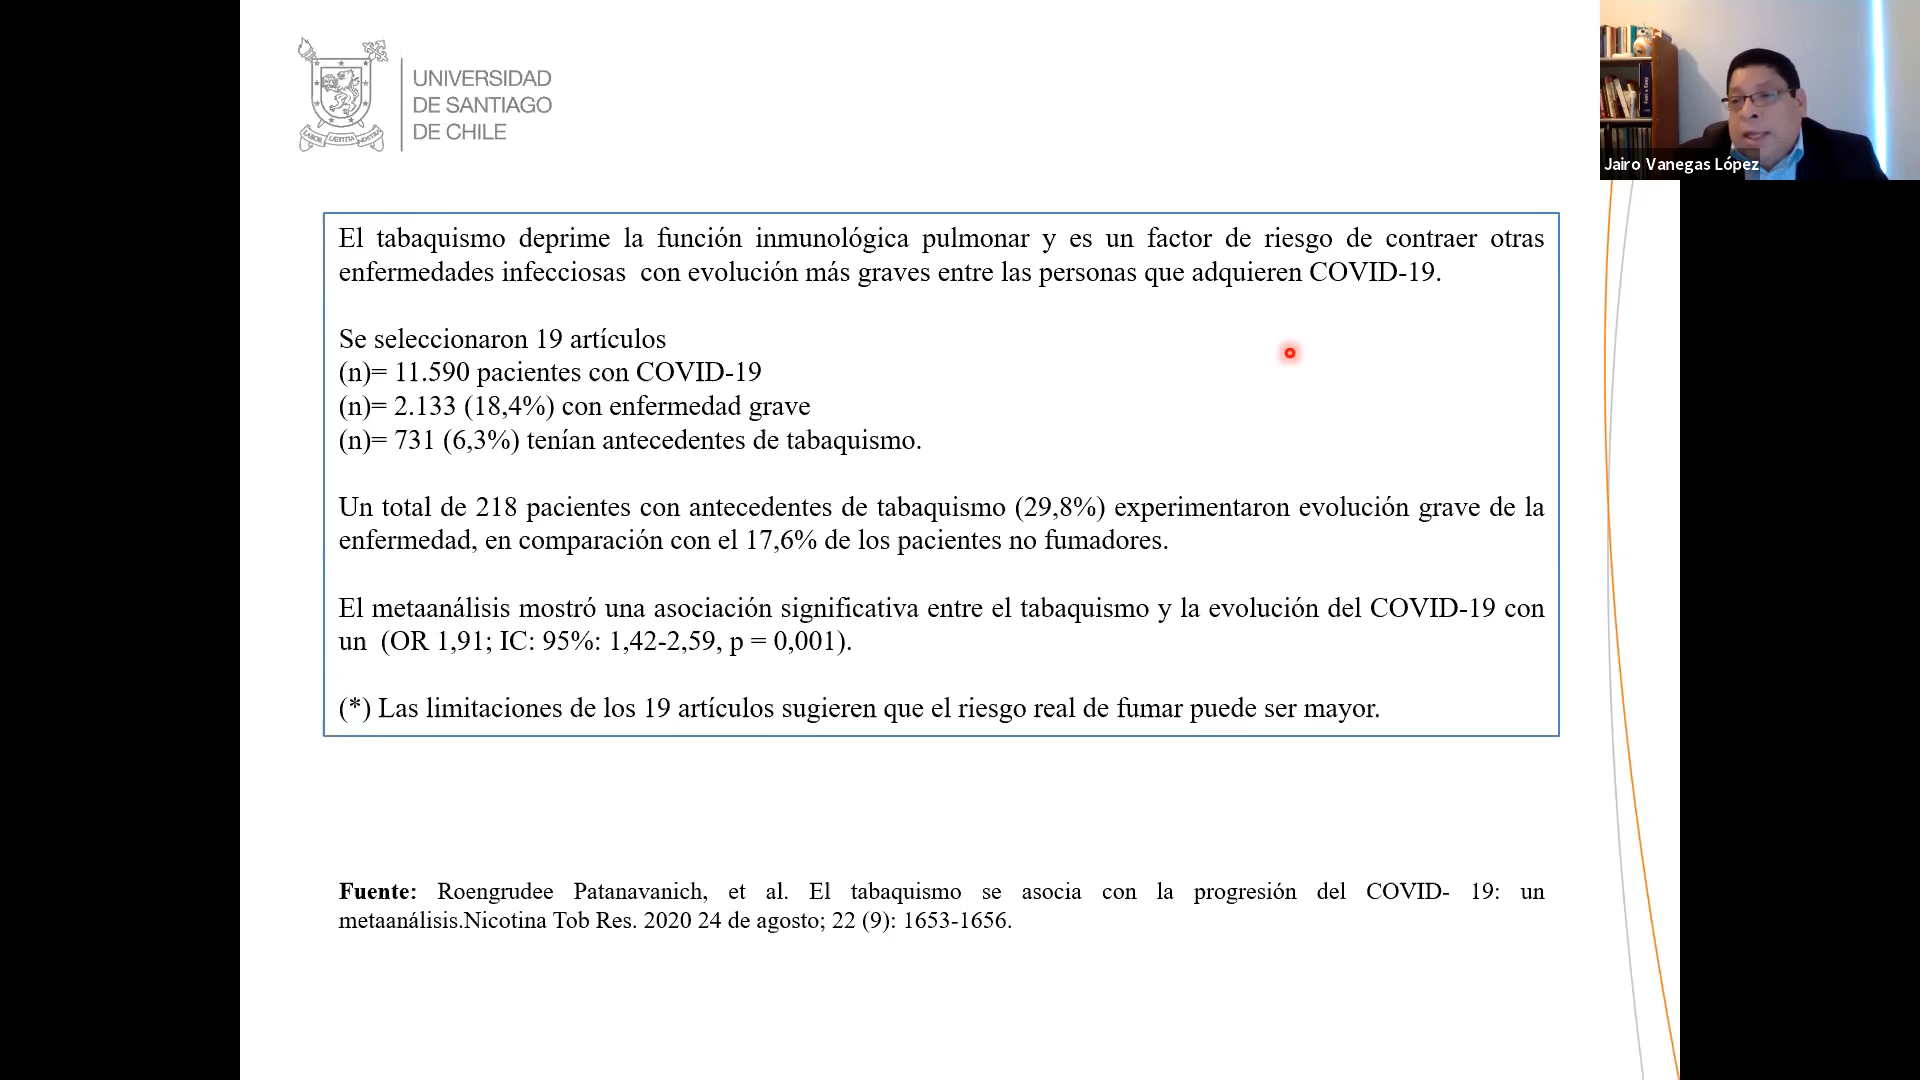 UNIVERSIDAD
DE SANTIAGO
DE CHILE
LABOR LÆTITIA NOSTRA
Jairo Vanegas López
El tabaquismo deprime la función inmunológica pulmonar y es un factor de riesgo de contraer otras
enfermedades infecciosas  con evolución más graves entre las personas que adquieren COVID-19.
Se seleccionaron 19 artículos
(n)= 11.590 pacientes con COVID-19
(n)= 2.133 (18,4%) con enfermedad grave
(n)= 731 (6,3%) tenían antecedentes de tabaquismo.
Un total de 218 pacientes con antecedentes de tabaquismo (29,8%) experimentaron evolución grave de la
enfermedad, en comparación con el 17,6% de los pacientes no fumadores.
El metaanálisis mostró una asociación significativa entre el tabaquismo y la evolución del COVID-19 con
un  (OR 1,91; IC: 95%: 1,42-2,59, p = 0,001).
(*) Las limitaciones de los 19 artículos sugieren que el riesgo real de fumar puede ser mayor.
Fuente: Roengrudee Patanavanich, et al. El tabaquismo se asocia con la progresión del COVID- 19: un
metaanálisis.Nicotina Tob Res. 2020 24 de agosto; 22 (9): 1653-1656.